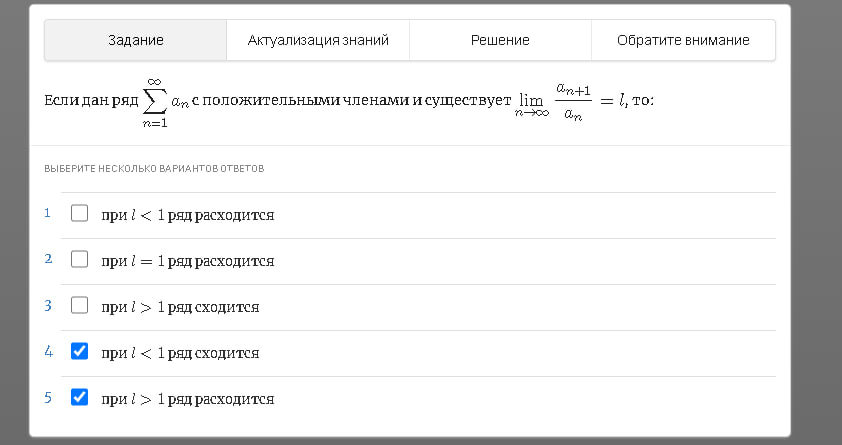 Задание Актуализация знаний Решение Обратите внимание
Если дан ряд $\sum_{n=1}^{\infty} a_n$ с положительными членами и существует $\lim_{n \to \infty} \frac{a_{n+1}}{a_n} = l$, то:
ВЫБЕРИТЕ НЕСКОЛЬКО ВАРИАНТОВ ОТВЕТОВ
1 при l < 1 ряд расходится
2 при l = 1 ряд расходится
3 при l > 1 ряд сходится
4 при l < 1 ряд сходится
5 при l > 1 ряд расходится